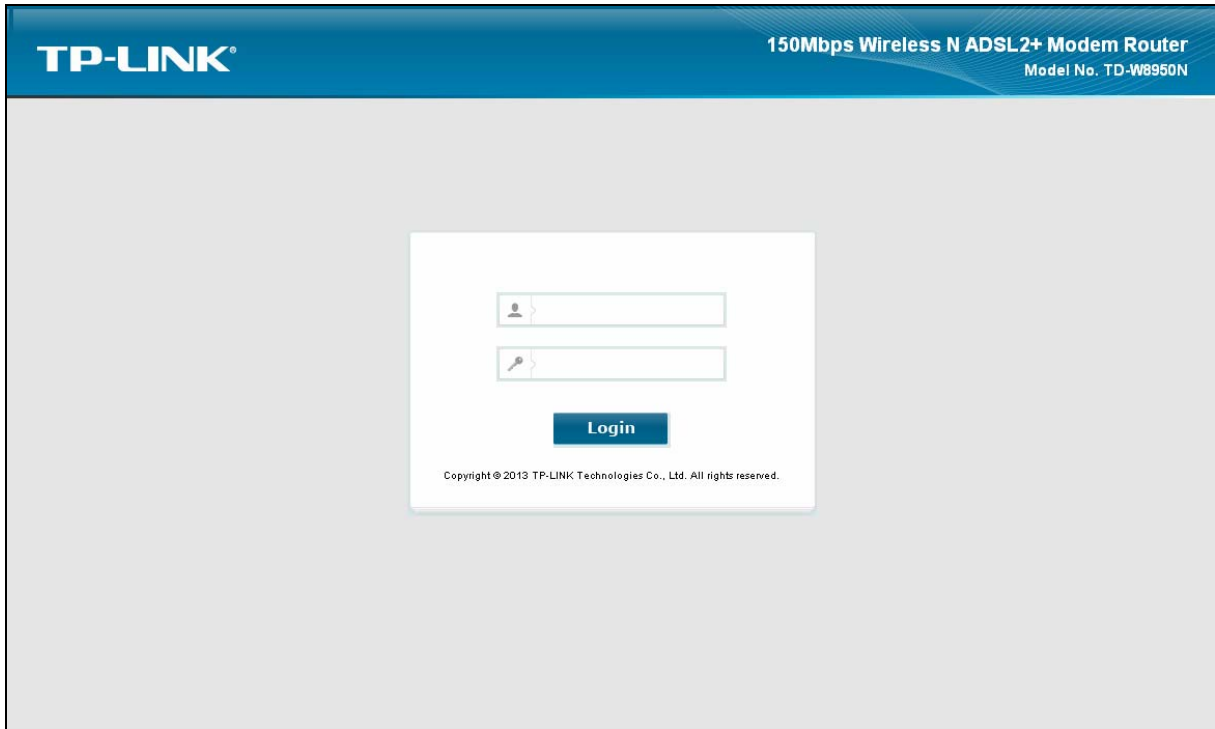 TP-LINK®
150Mbps Wireless N ADSL2+ Modem Router
Model No. TD-W8950N
Login
Copyright © 2013 TP-LINK Technologies Co., Ltd. All rights reserved.